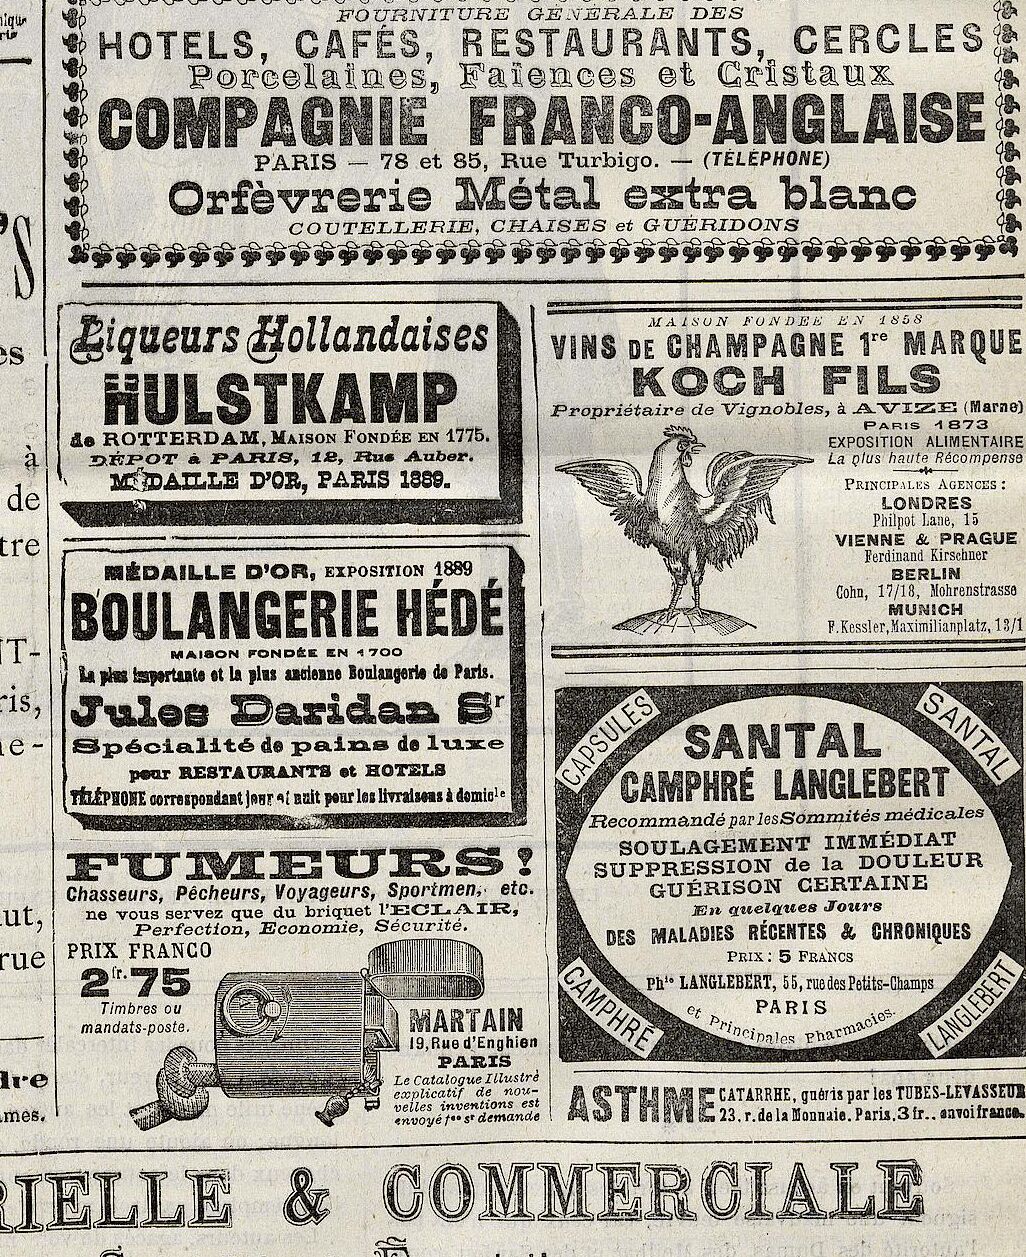 FOURNITURE GÉNÉRALE DES
HOTELS, CAFÉS, RESTAURANTS, CERCLES
Porcelaines, Faïences et Cristaux
COMPAGNIE FRANCO-ANGLAISE
PARIS — 78 et 85, Rue Turbigo. — (TÉLÉPHONE)
Orfèvrerie Métal extra blanc
COUTELLERIE, CHAISES et GUÉRIDONS
'S
es
à
de
tre
NT-
ris,
ne-
ut,
rue
dre
mes.
Liqueurs Hollandaises
HULSTKAMP
de ROTTERDAM, MAISON FONDÉE EN 1775.
DÉPOT à PARIS, 12, Rue Auber.
MÉDAILLE D'OR, PARIS 1889.
MÉDAILLE D'OR, EXPOSITION 1889
BOULANGERIE HÉDÉ
MAISON FONDÉE EN 1700
La plus importante et la plus ancienne Boulangerie de Paris.
Jules Daridan Sr
Spécialité de pains de luxe
pour RESTAURANTS et HOTELS
TÉLÉPHONE correspondant jour et nuit pour les livraisons à domicle
FUMEURS!
Chasseurs, Pêcheurs, Voyageurs, Sportmen, etc.
ne vous servez que du briquet l'ECLAIR,
Perfection, Economie, Sécurité.
PRIX FRANCO
2fr.75
Timbres ou
mandats-poste.
MARTAIN
19, Rue d'Enghien
PARIS
Le Catalogue Illustré
explicatif de nou-
velles inventions est
envoyé fco sr demande
MAISON FONDÉE EN 1858
VINS DE CHAMPAGNE 1re MARQUE
KOCH FILS
Propriétaire de Vignobles, à AVIZE (Marne)
PARIS 1873
EXPOSITION ALIMENTAIRE
La plus haute Récompense
PRINCIPALES AGENCES:
LONDRES
Philpot Lane, 15
VIENNE & PRAGUE
Ferdinand Kirschner
BERLIN
Cohn, 17/18, Mohrenstrasse
MUNICH
F. Kessler, Maximilianplatz, 13/1
CAPSULES
SANTAL
SANTAL
CAMPHRÉ LANGLEBERT
Recommandé par les Sommités médicales
SOULAGEMENT IMMÉDIAT
SUPPRESSION de la DOULEUR
GUÉRISON CERTAINE
En quelques Jours
DES MALADIES RÉCENTES & CHRONIQUES
PRIX: 5 FRANCS
Phie LANGLEBERT, 55, rue des Petits-Champs
PARIS
et Principales Pharmacies.
CAMPHRÉ
LANGLEBERT
ASTHME
CATARRHE, guéris par les TUBES-LEVASSEUR
23, r. de la Monnaie. Paris, 3 fr.. envoi franco.
RIELLE & COMMERCIALE